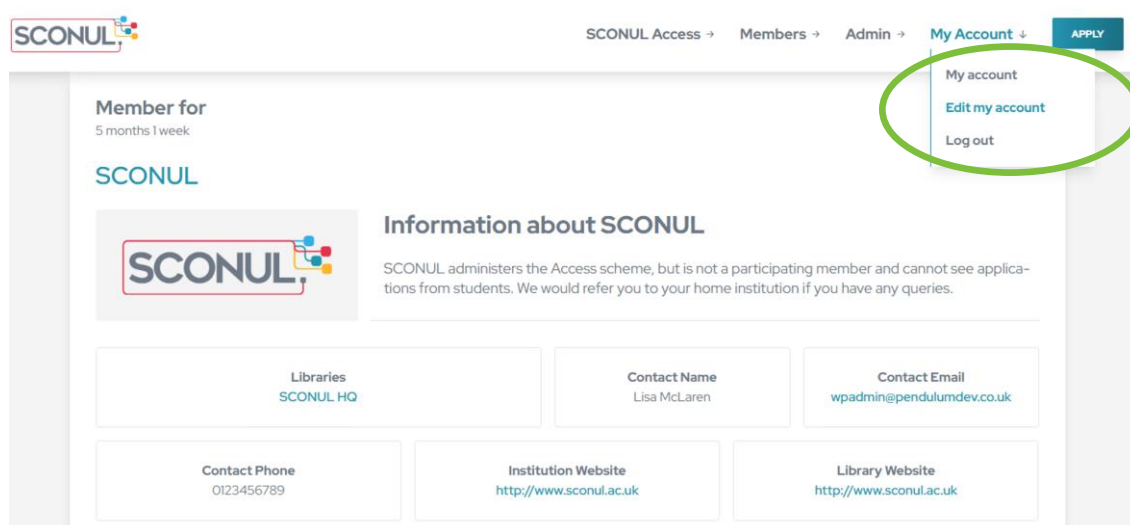 SCONUL
SCONUL Access → Members → Admin → My Account ↓ APPLY
My account
Edit my account
Log out
Member for
5 months 1 week
SCONUL
SCONUL
Information about SCONUL
SCONUL administers the Access scheme, but is not a participating member and cannot see applica-
tions from students. We would refer you to your home institution if you have any queries.
Libraries
SCONUL HQ
Contact Name
Lisa McLaren
Contact Email
wpadmin@pendulumdev.co.uk
Contact Phone
0123456789
Institution Website
http://www.sconul.ac.uk
Library Website
http://www.sconul.ac.uk